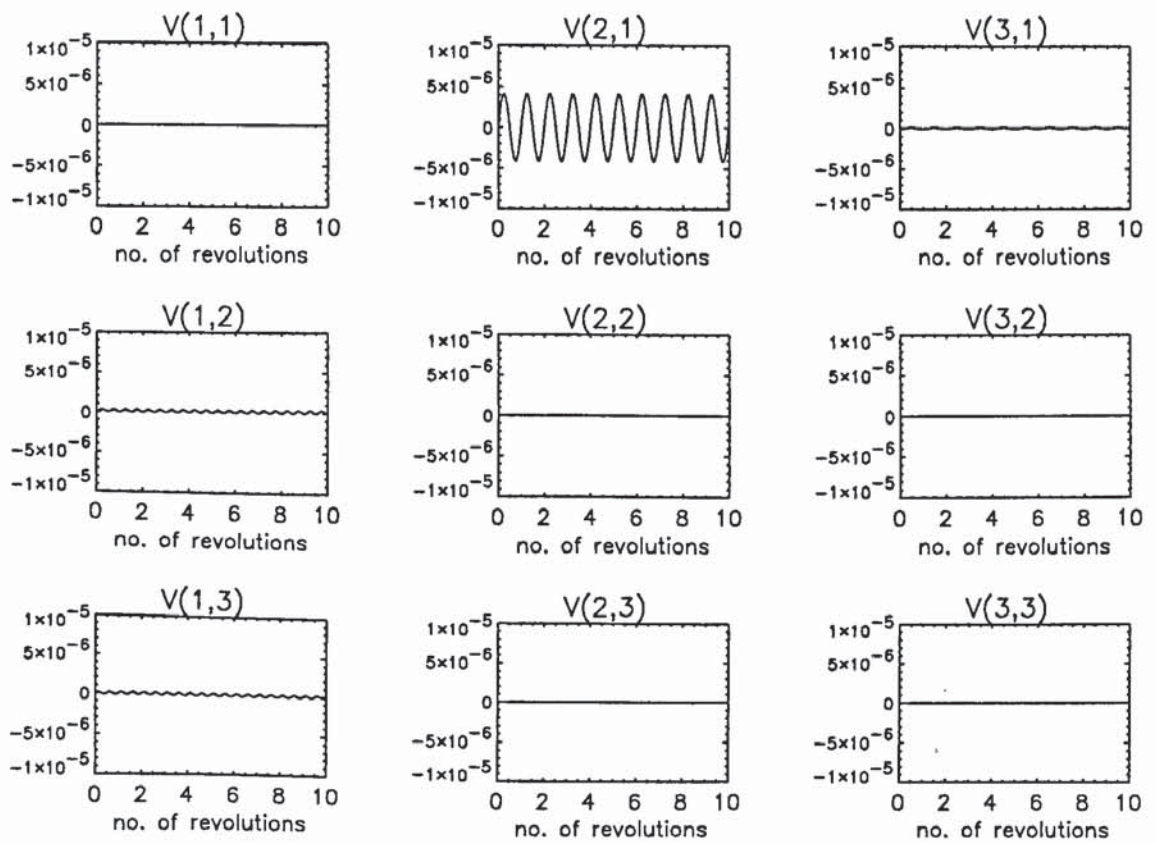 V(1,1)
1×10⁻⁵
5×10⁻⁶
0
−5×10⁻⁶
−1×10⁻⁵
0 2 4 6 8 10
no. of revolutions
V(2,1)
1×10⁻⁵
5×10⁻⁶
0
−5×10⁻⁶
−1×10⁻⁵
0 2 4 6 8 10
no. of revolutions
V(3,1)
1×10⁻⁵
5×10⁻⁶
0
−5×10⁻⁶
−1×10⁻⁵
0 2 4 6 8 10
no. of revolutions
V(1,2)
1×10⁻⁵
5×10⁻⁶
0
−5×10⁻⁶
−1×10⁻⁵
0 2 4 6 8 10
no. of revolutions
V(2,2)
1×10⁻⁵
5×10⁻⁶
0
−5×10⁻⁶
−1×10⁻⁵
0 2 4 6 8 10
no. of revolutions
V(3,2)
1×10⁻⁵
5×10⁻⁶
0
−5×10⁻⁶
−1×10⁻⁵
0 2 4 6 8 10
no. of revolutions
V(1,3)
1×10⁻⁵
5×10⁻⁶
0
−5×10⁻⁶
−1×10⁻⁵
0 2 4 6 8 10
no. of revolutions
V(2,3)
1×10⁻⁵
5×10⁻⁶
0
−5×10⁻⁶
−1×10⁻⁵
0 2 4 6 8 10
no. of revolutions
V(3,3)
1×10⁻⁵
5×10⁻⁶
0
−5×10⁻⁶
−1×10⁻⁵
0 2 4 6 8 10
no. of revolutions